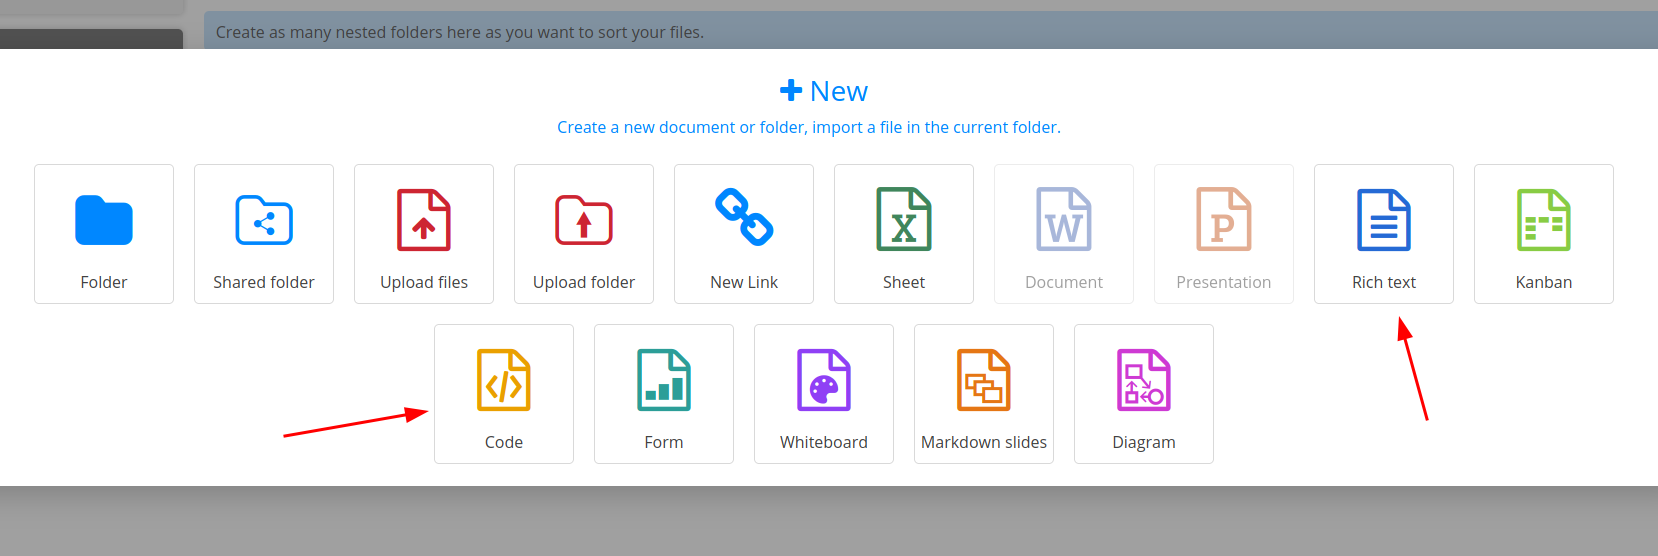 Create as many nested folders here as you want to sort your files.
New
Create a new document or folder, import a file in the current folder.
Folder
Shared folder
Upload files
Upload folder
New Link
X
Sheet
W
Document
P
Presentation
Rich text
Kanban
</>
Code
Form
Whiteboard
Markdown slides
Diagram